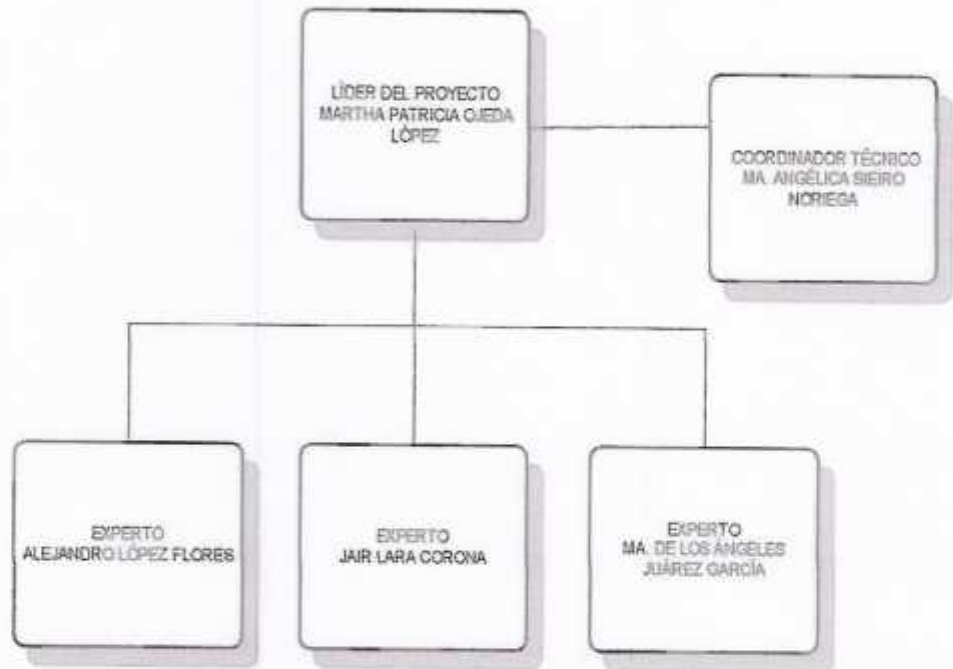 LÍDER DEL PROYECTO
MARTHA PATRICIA OJEDA
LÓPEZ
COORDINADOR TÉCNICO
MA. ANGÉLICA SIEIRO
NORIEGA
EXPERTO
ALEJANDRO LÓPEZ FLORES
EXPERTO
JAIR LARA CORONA
EXPERTO
MA. DE LOS ÁNGELES
JUÁREZ GARCÍA